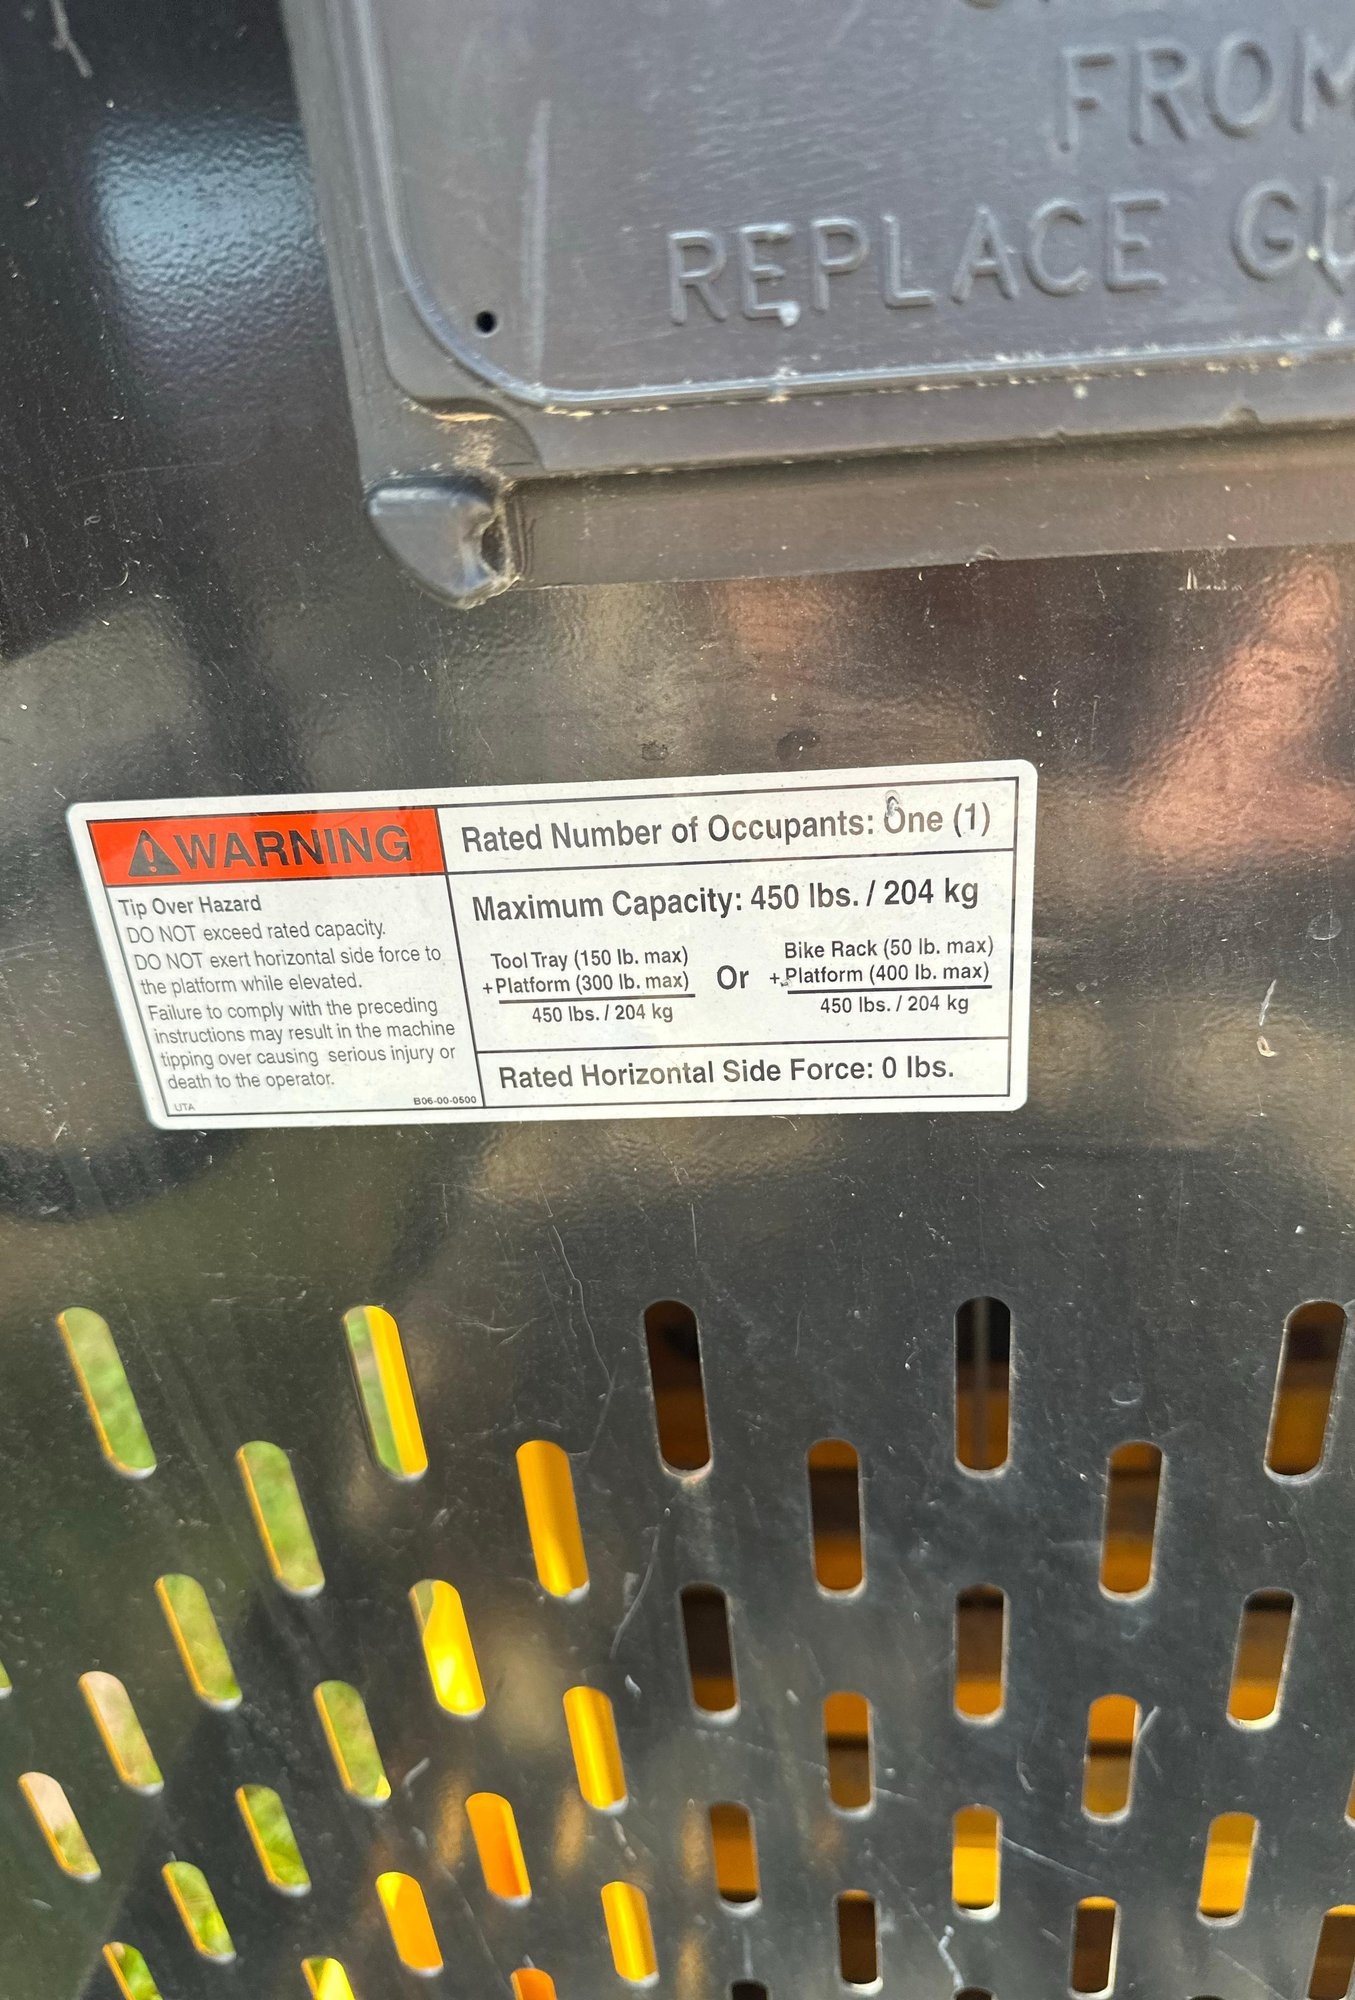 FROM
REPLACE
WARNING
Tip Over Hazard
DO NOT exceed rated capacity.
DO NOT exert horizontal side force to
the platform while elevated.
Failure to comply with the preceding
instructions may result in the machine
tipping over causing serious injury or
death to the operator.
UTA
B06-00-0500
Rated Number of Occupants: One (1)
Maximum Capacity: 450 lbs. / 204 kg
Tool Tray (150 lb. max)
+Platform (300 lb. max)
450 lbs. / 204 kg
Or
Bike Rack (50 lb. max)
+Platform (400 lb. max)
450 lbs. / 204 kg
Rated Horizontal Side Force: 0 lbs.